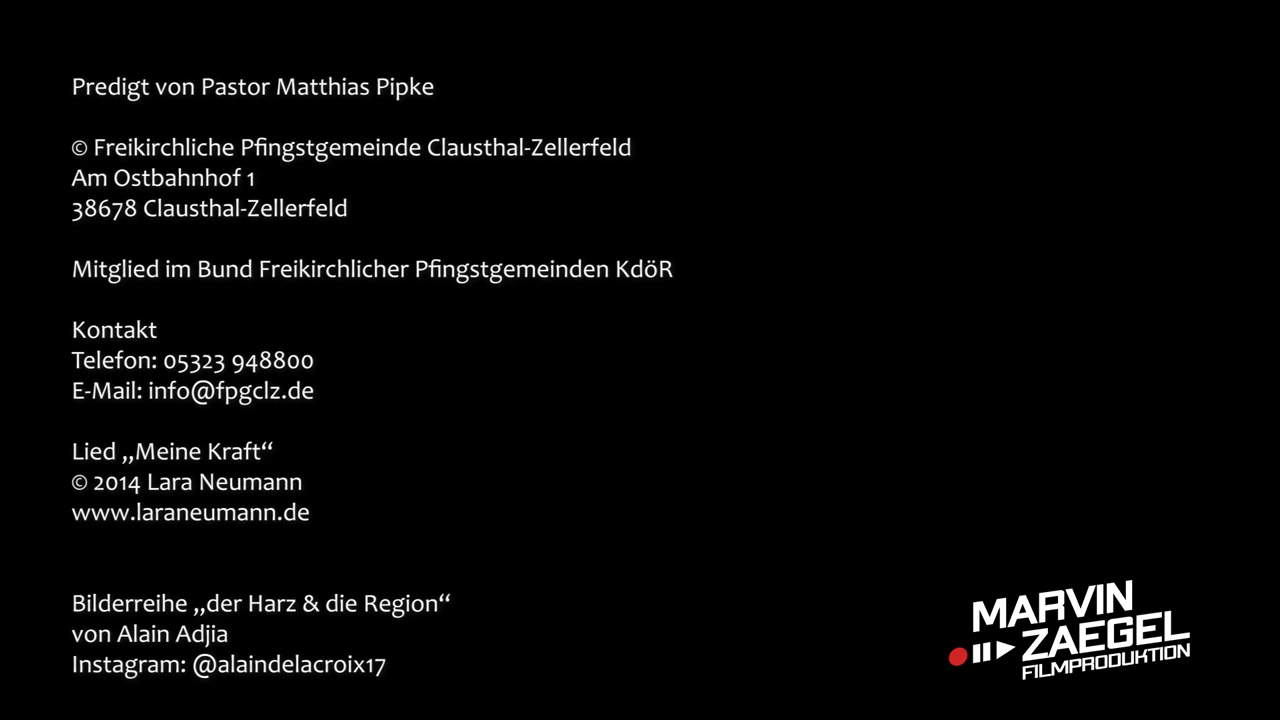 Predigt von Pastor Matthias Pipke
© Freikirchliche Pfingstgemeinde Clausthal-Zellerfeld
Am Ostbahnhof 1
38678 Clausthal-Zellerfeld
Mitglied im Bund Freikirchlicher Pfingstgemeinden KdöR
Kontakt
Telefon: 05323 948800
E-Mail: info@fpgclz.de
Lied „Meine Kraft“
© 2014 Lara Neumann
www.laraneumann.de
Bilderreihe „der Harz & die Region“
von Alain Adjia
Instagram: @alaindelacroix17
MARVIN
ZAEGEL
FILMPRODUKTION